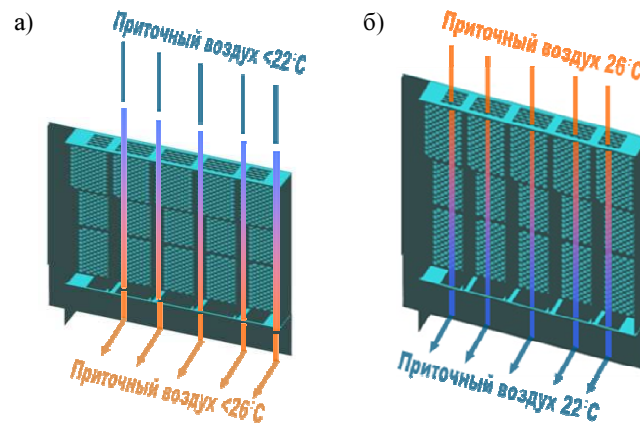 а)
Приточный воздух <22°C
Приточный воздух <26°C
б)
Приточный воздух 26°C
Приточный воздух 22°C